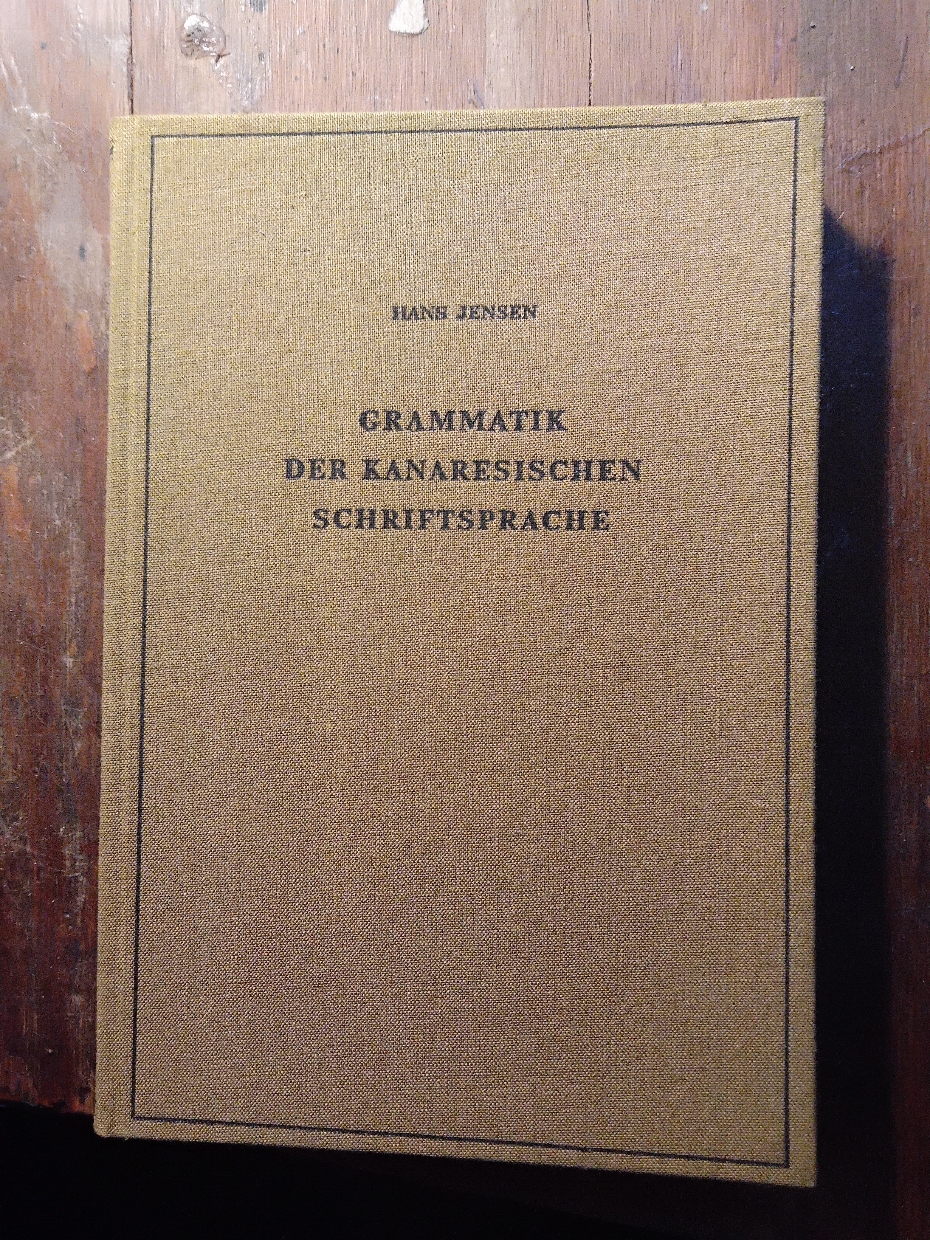 HANS JENSEN
GRAMMATIK
DER KANARESISCHEN
SCHRIFTSPRACHE